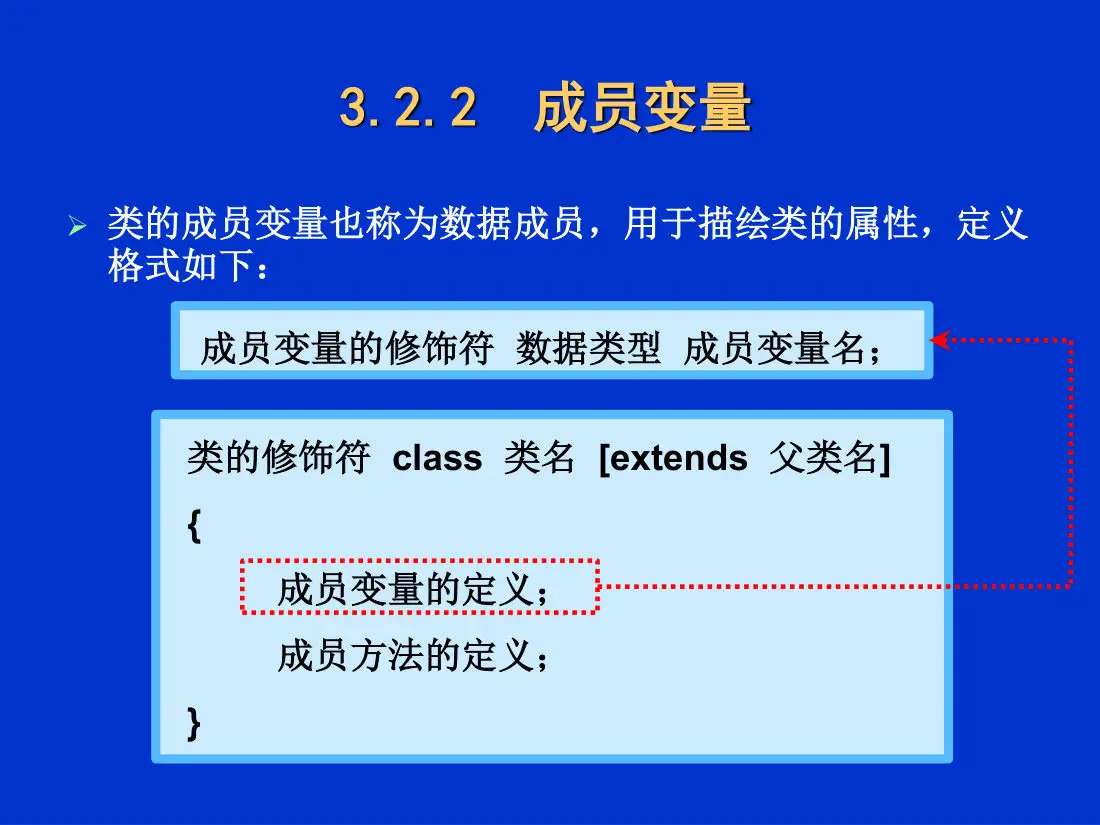 3.2.2 成员变量
类的成员变量也称为数据成员，用于描绘类的属性，定义
格式如下：
成员变量的修饰符 数据类型 成员变量名；
类的修饰符 class 类名 [extends 父类名]
{
成员变量的定义；
成员方法的定义；
}